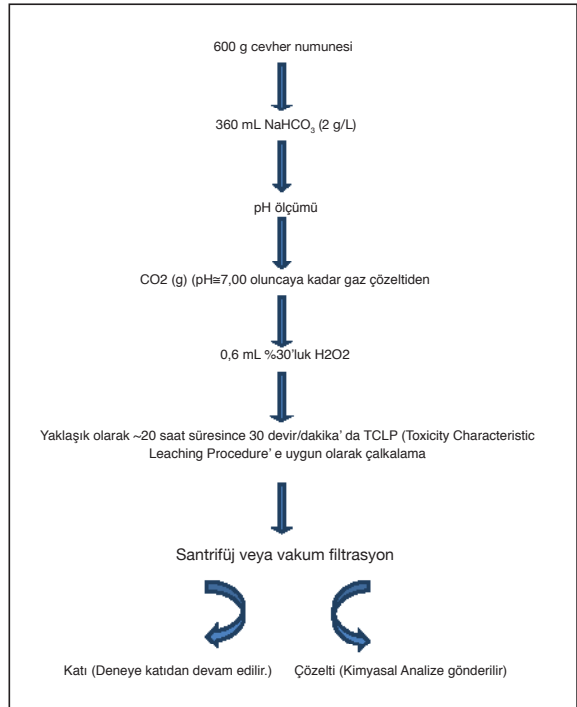 600 g cevher numunesi
360 mL NaHCO₃ (2 g/L)
pH ölçümü
CO2 (g) (pH≅7,00 oluncaya kadar gaz çözeltiden
0,6 mL %30'luk H2O2
Yaklaşık olarak ~20 saat süresince 30 devir/dakika' da TCLP (Toxicity Characteristic
Leaching Procedure' e uygun olarak çalkalama
Santrifüj veya vakum filtrasyon
Katı (Deneye katıdan devam edilir.) Çözelti (Kimyasal Analize gönderilir)